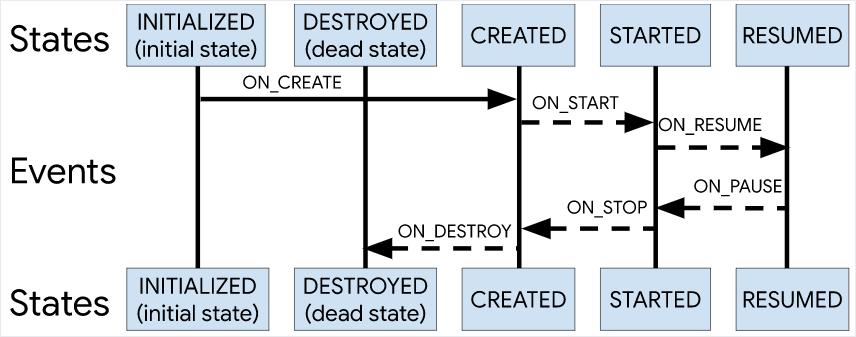 States
INITIALIZED
(initial state)
DESTROYED
(dead state)
CREATED
STARTED
RESUMED
ON_CREATE
ON_START
ON_RESUME
Events
ON_PAUSE
ON_STOP
ON_DESTROY
States
INITIALIZED
(initial state)
DESTROYED
(dead state)
CREATED
STARTED
RESUMED